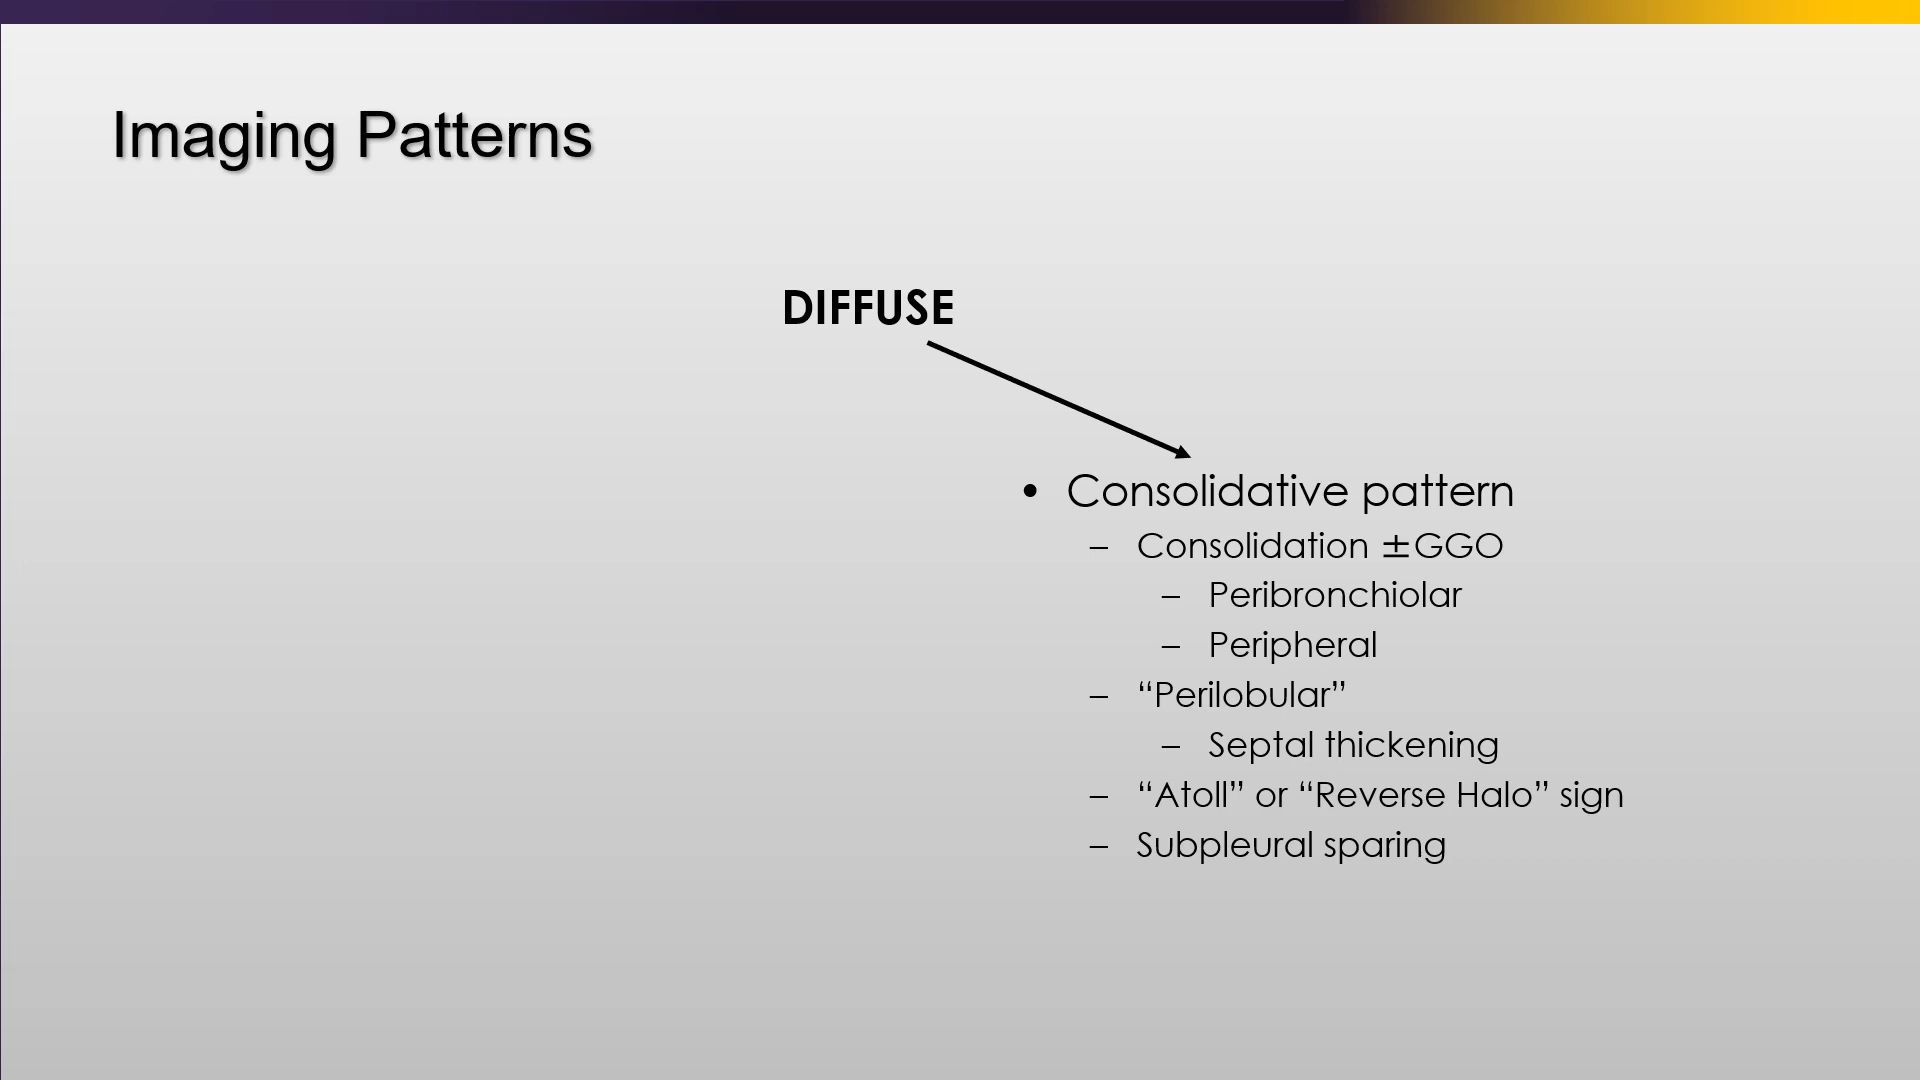 Imaging Patterns
DIFFUSE
• Consolidative pattern
– Consolidation ±GGO
– Peribronchiolar
– Peripheral
– “Perilobular”
– Septal thickening
– “Atoll” or “Reverse Halo” sign
– Subpleural sparing